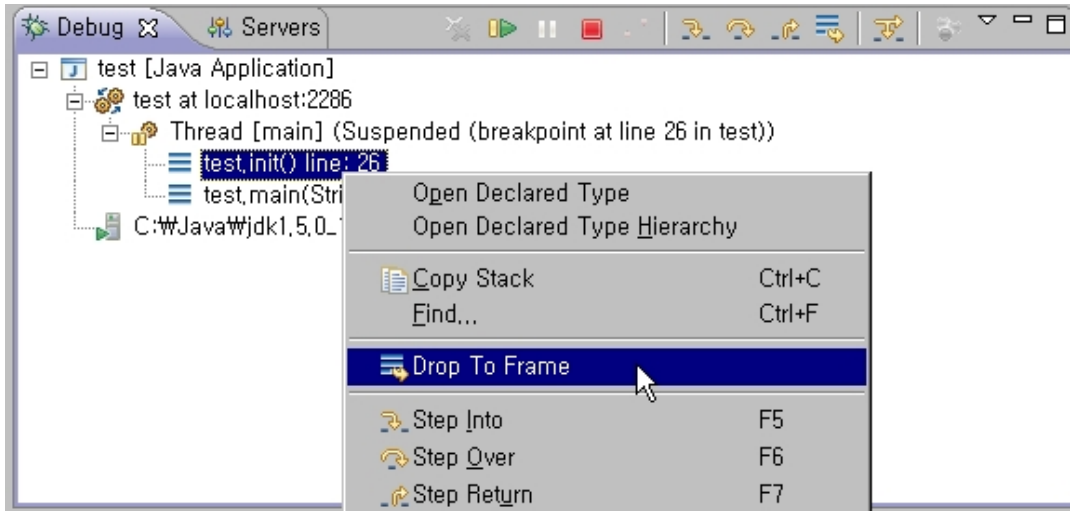 Debug Servers
test [Java Application]
test at localhost:2286
Thread [main] (Suspended (breakpoint at line 26 in test))
test.init() line: 26
test.main(Stri
C:₩Java₩jdk1.5.0_
Open Declared Type
Open Declared Type Hierarchy
Copy Stack Ctrl+C
Find... Ctrl+F
Drop To Frame
Step Into F5
Step Over F6
Step Return F7